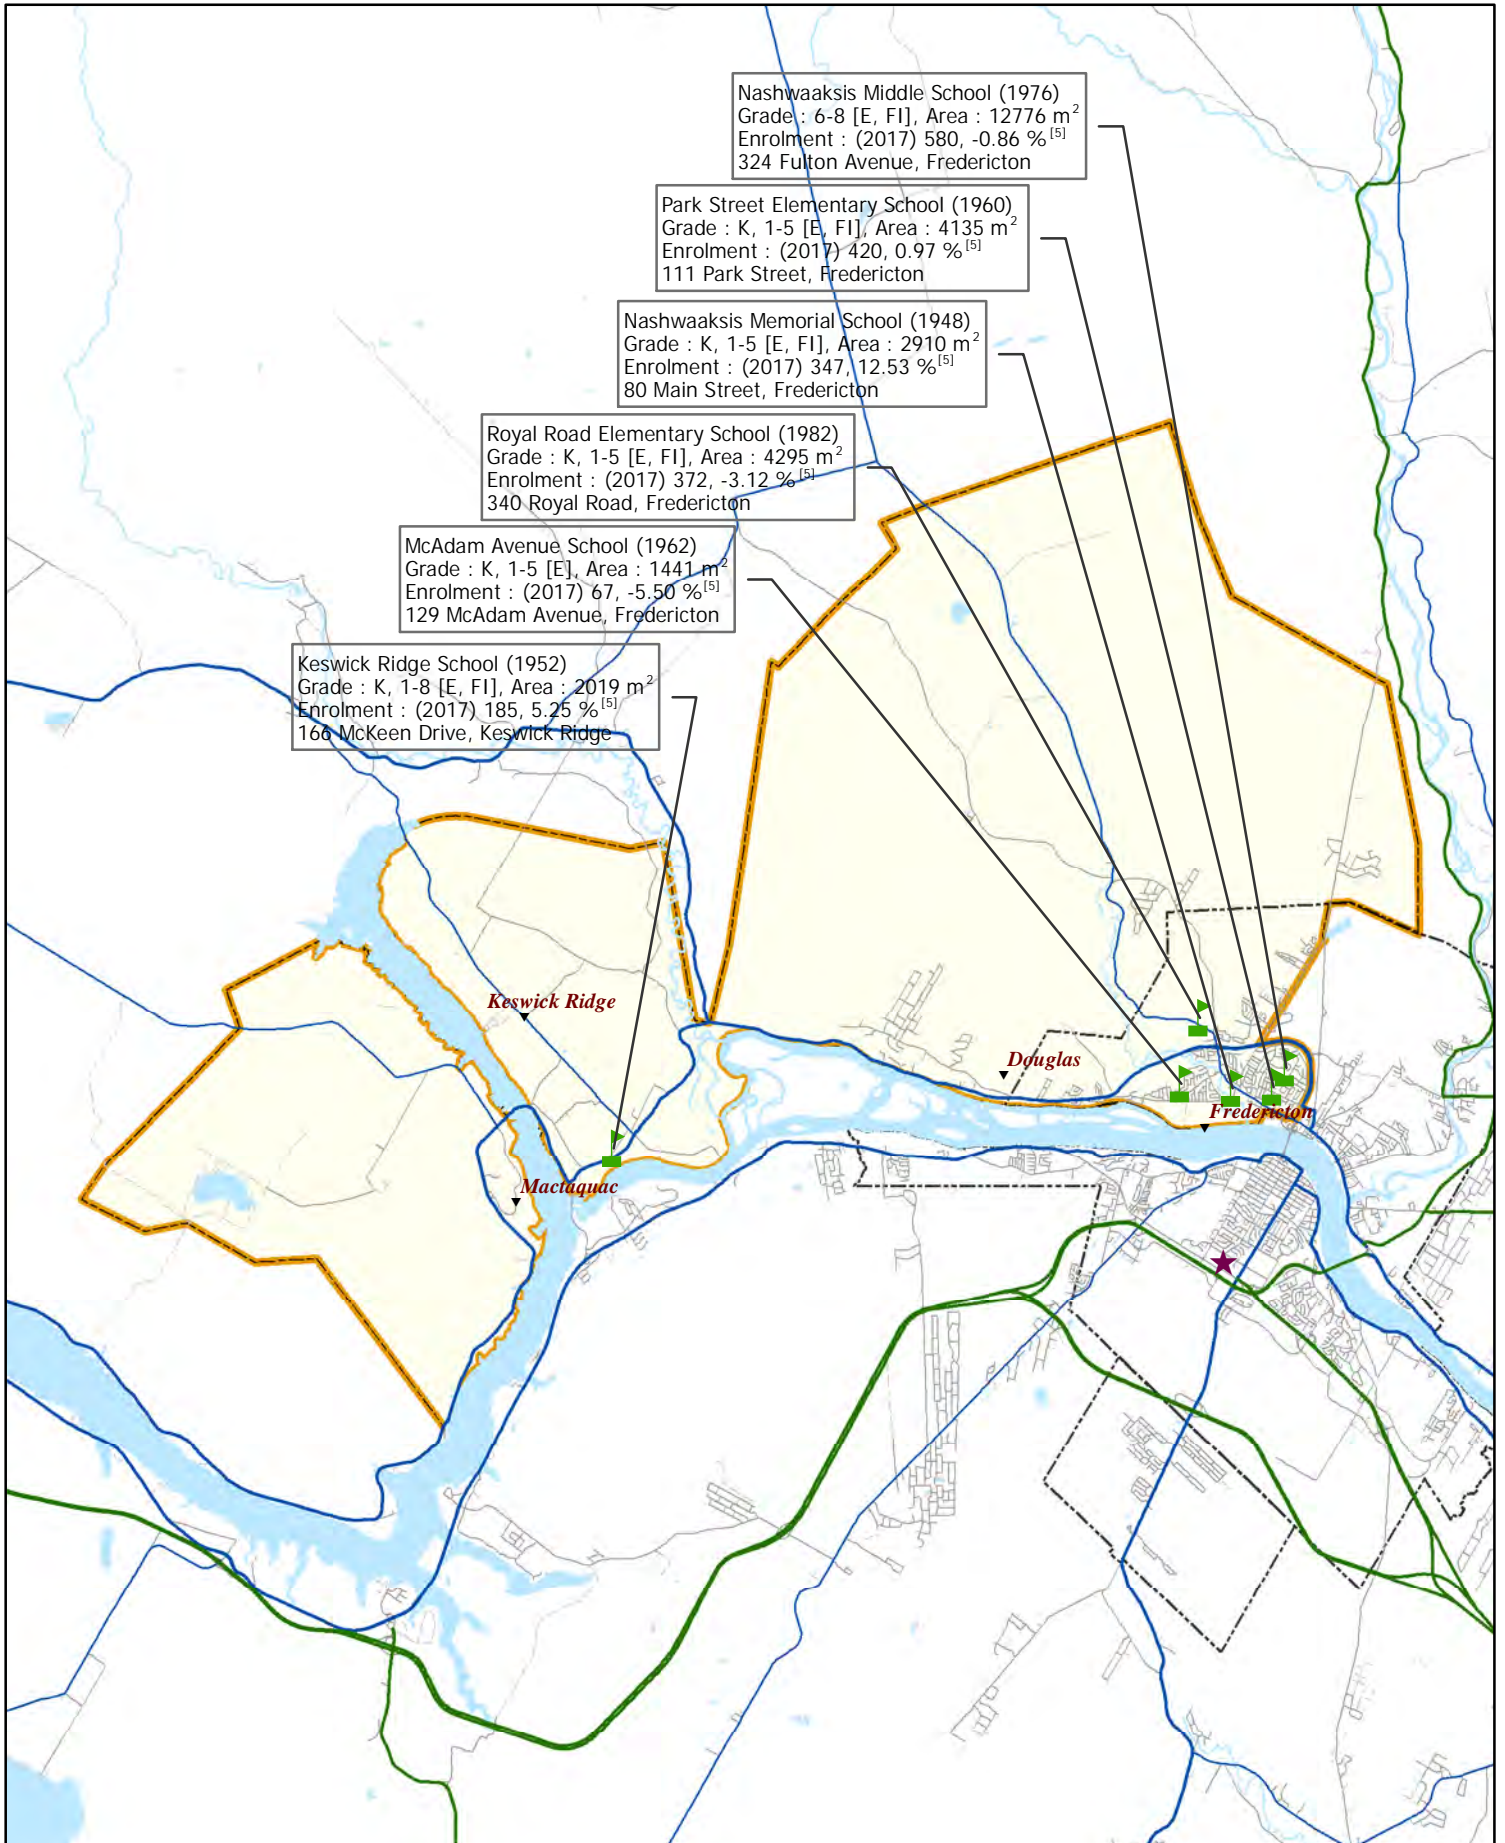 Nashwaaksis Middle School (1976)
Grade : 6-8 [E, FI], Area : 12776 m²
Enrolment : (2017) 580, -0.86 % [5]
324 Fulton Avenue, Fredericton
Park Street Elementary School (1960)
Grade : K, 1-5 [E, FI], Area : 4135 m²
Enrolment : (2017) 420, 0.97 % [5]
111 Park Street, Fredericton
Nashwaaksis Memorial School (1948)
Grade : K, 1-5 [E, FI], Area : 2910 m²
Enrolment : (2017) 347, 12.53 % [5]
80 Main Street, Fredericton
Royal Road Elementary School (1982)
Grade : K, 1-5 [E, FI], Area : 4295 m²
Enrolment : (2017) 372, -3.12 % [5]
340 Royal Road, Fredericton
McAdam Avenue School (1962)
Grade : K, 1-5 [E], Area : 1441 m²
Enrolment : (2017) 67, -5.50 % [5]
129 McAdam Avenue, Fredericton
Keswick Ridge School (1952)
Grade : K, 1-8 [E, FI], Area : 2019 m²
Enrolment : (2017) 185, 5.25 % [5]
166 McKeen Drive, Keswick Ridge
Keswick Ridge
Douglas
Fredericton
Mactaquac